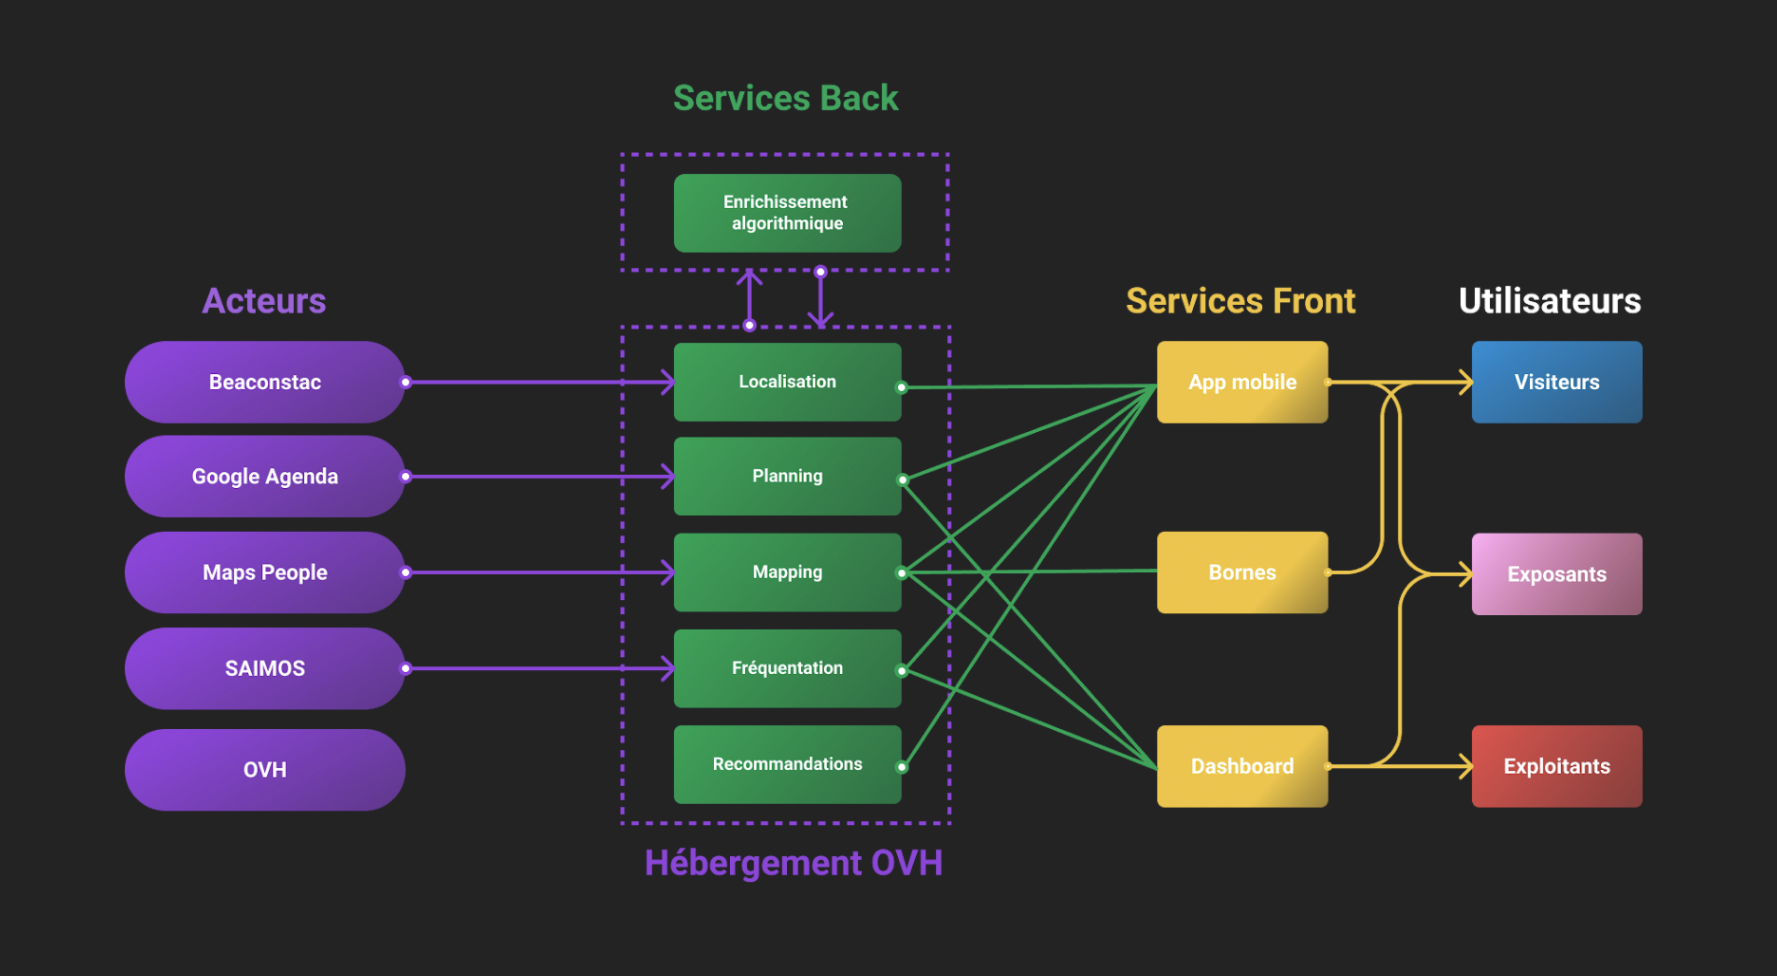 Services Back
Enrichissement
algorithmique
Acteurs
Beaconstac
Google Agenda
Maps People
SAIMOS
OVH
Localisation
Planning
Mapping
Fréquentation
Recommandations
Hébergement OVH
Services Front
App mobile
Bornes
Dashboard
Utilisateurs
Visiteurs
Exposants
Exploitants